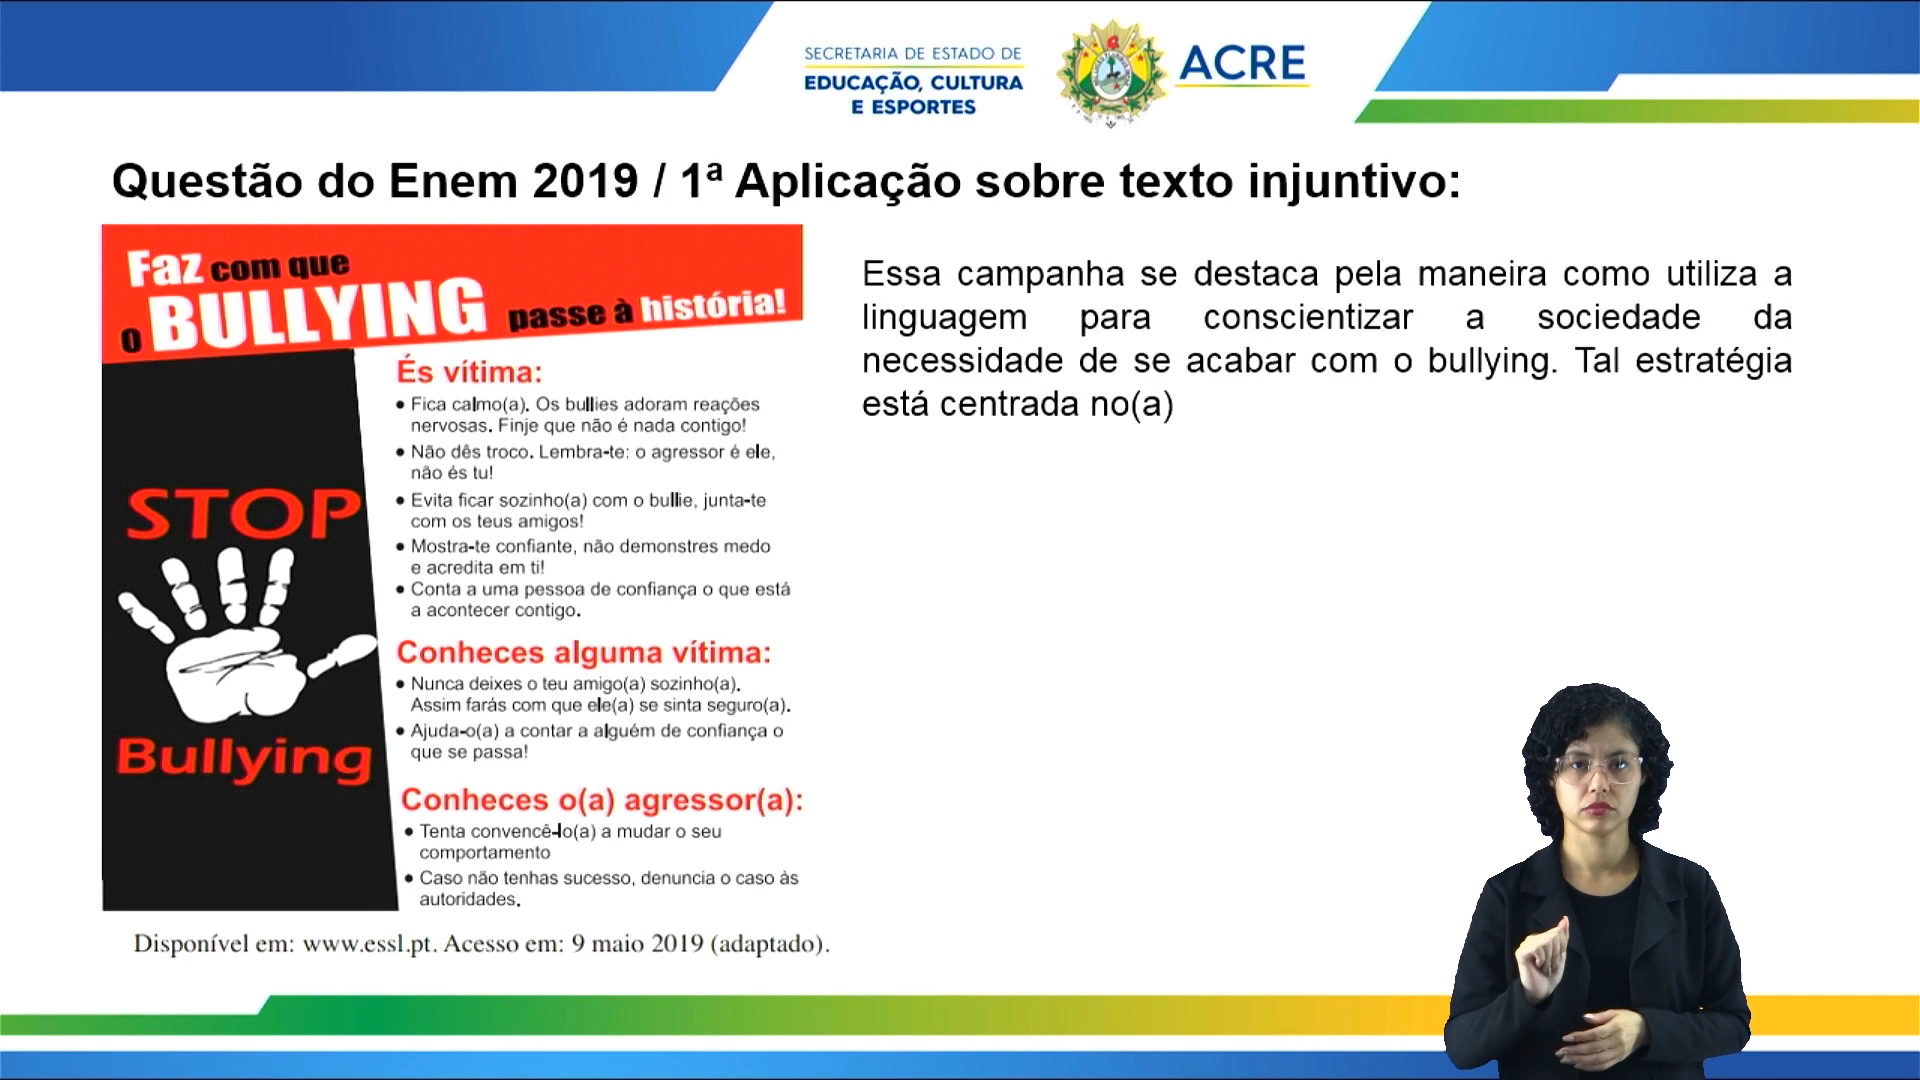 SECRETARIA DE ESTADO DE
EDUCAÇÃO, CULTURA
E ESPORTES
ACRE
Questão do Enem 2019 / 1ª Aplicação sobre texto injuntivo:
Faz com que
o BULLYING passe à história!
STOP
Bullying
És vítima:
• Fica calmo(a). Os bullies adoram reações
nervosas. Finje que não é nada contigo!
• Não dês troco. Lembra-te: o agressor é ele,
não és tu!
• Evita ficar sozinho(a) com o bullie, junta-te
com os teus amigos!
• Mostra-te confiante, não demonstres medo
e acredita em ti!
• Conta a uma pessoa de confiança o que está
a acontecer contigo.
Conheces alguma vítima:
• Nunca deixes o teu amigo(a) sozinho(a).
Assim farás com que ele(a) se sinta seguro(a).
• Ajuda-o(a) a contar a alguém de confiança o
que se passa!
Conheces o(a) agressor(a):
• Tenta convencê-lo(a) a mudar o seu
comportamento
• Caso não tenhas sucesso, denuncia o caso às
autoridades.
Disponível em: www.essl.pt. Acesso em: 9 maio 2019 (adaptado).
Essa campanha se destaca pela maneira como utiliza a
linguagem para conscientizar a sociedade da
necessidade de se acabar com o bullying. Tal estratégia
está centrada no(a)